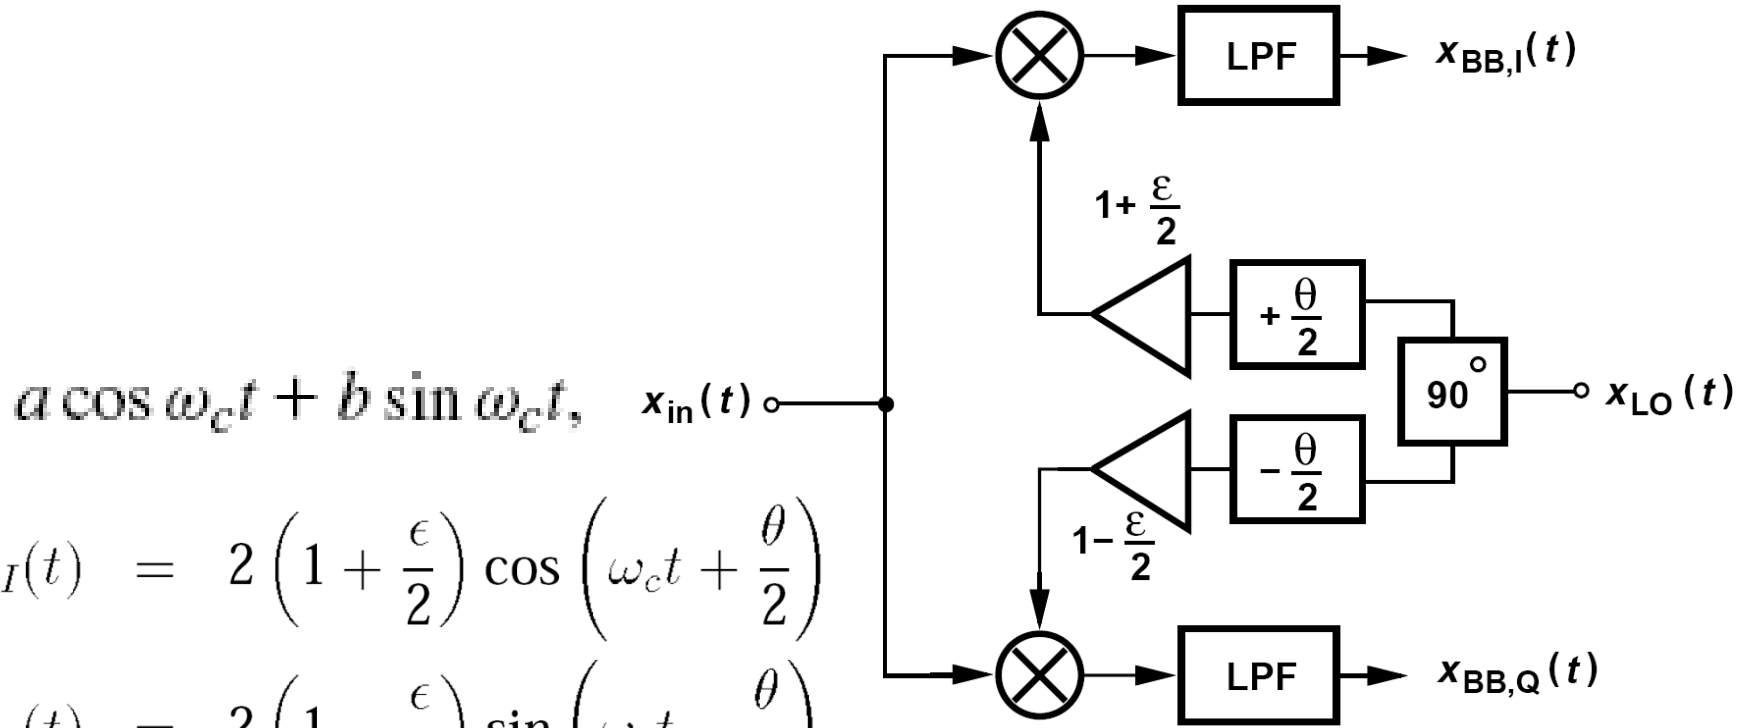 a cos ω_c t + b sin ω_c t,
I(t) = 2 (1 + ϵ/2) cos (ω_c t + θ/2)
x_in(t)
LPF
x_BB,I(t)
1+ ε/2
+ θ/2
90°
x_LO(t)
− θ/2
1− ε/2
LPF
x_BB,Q(t)